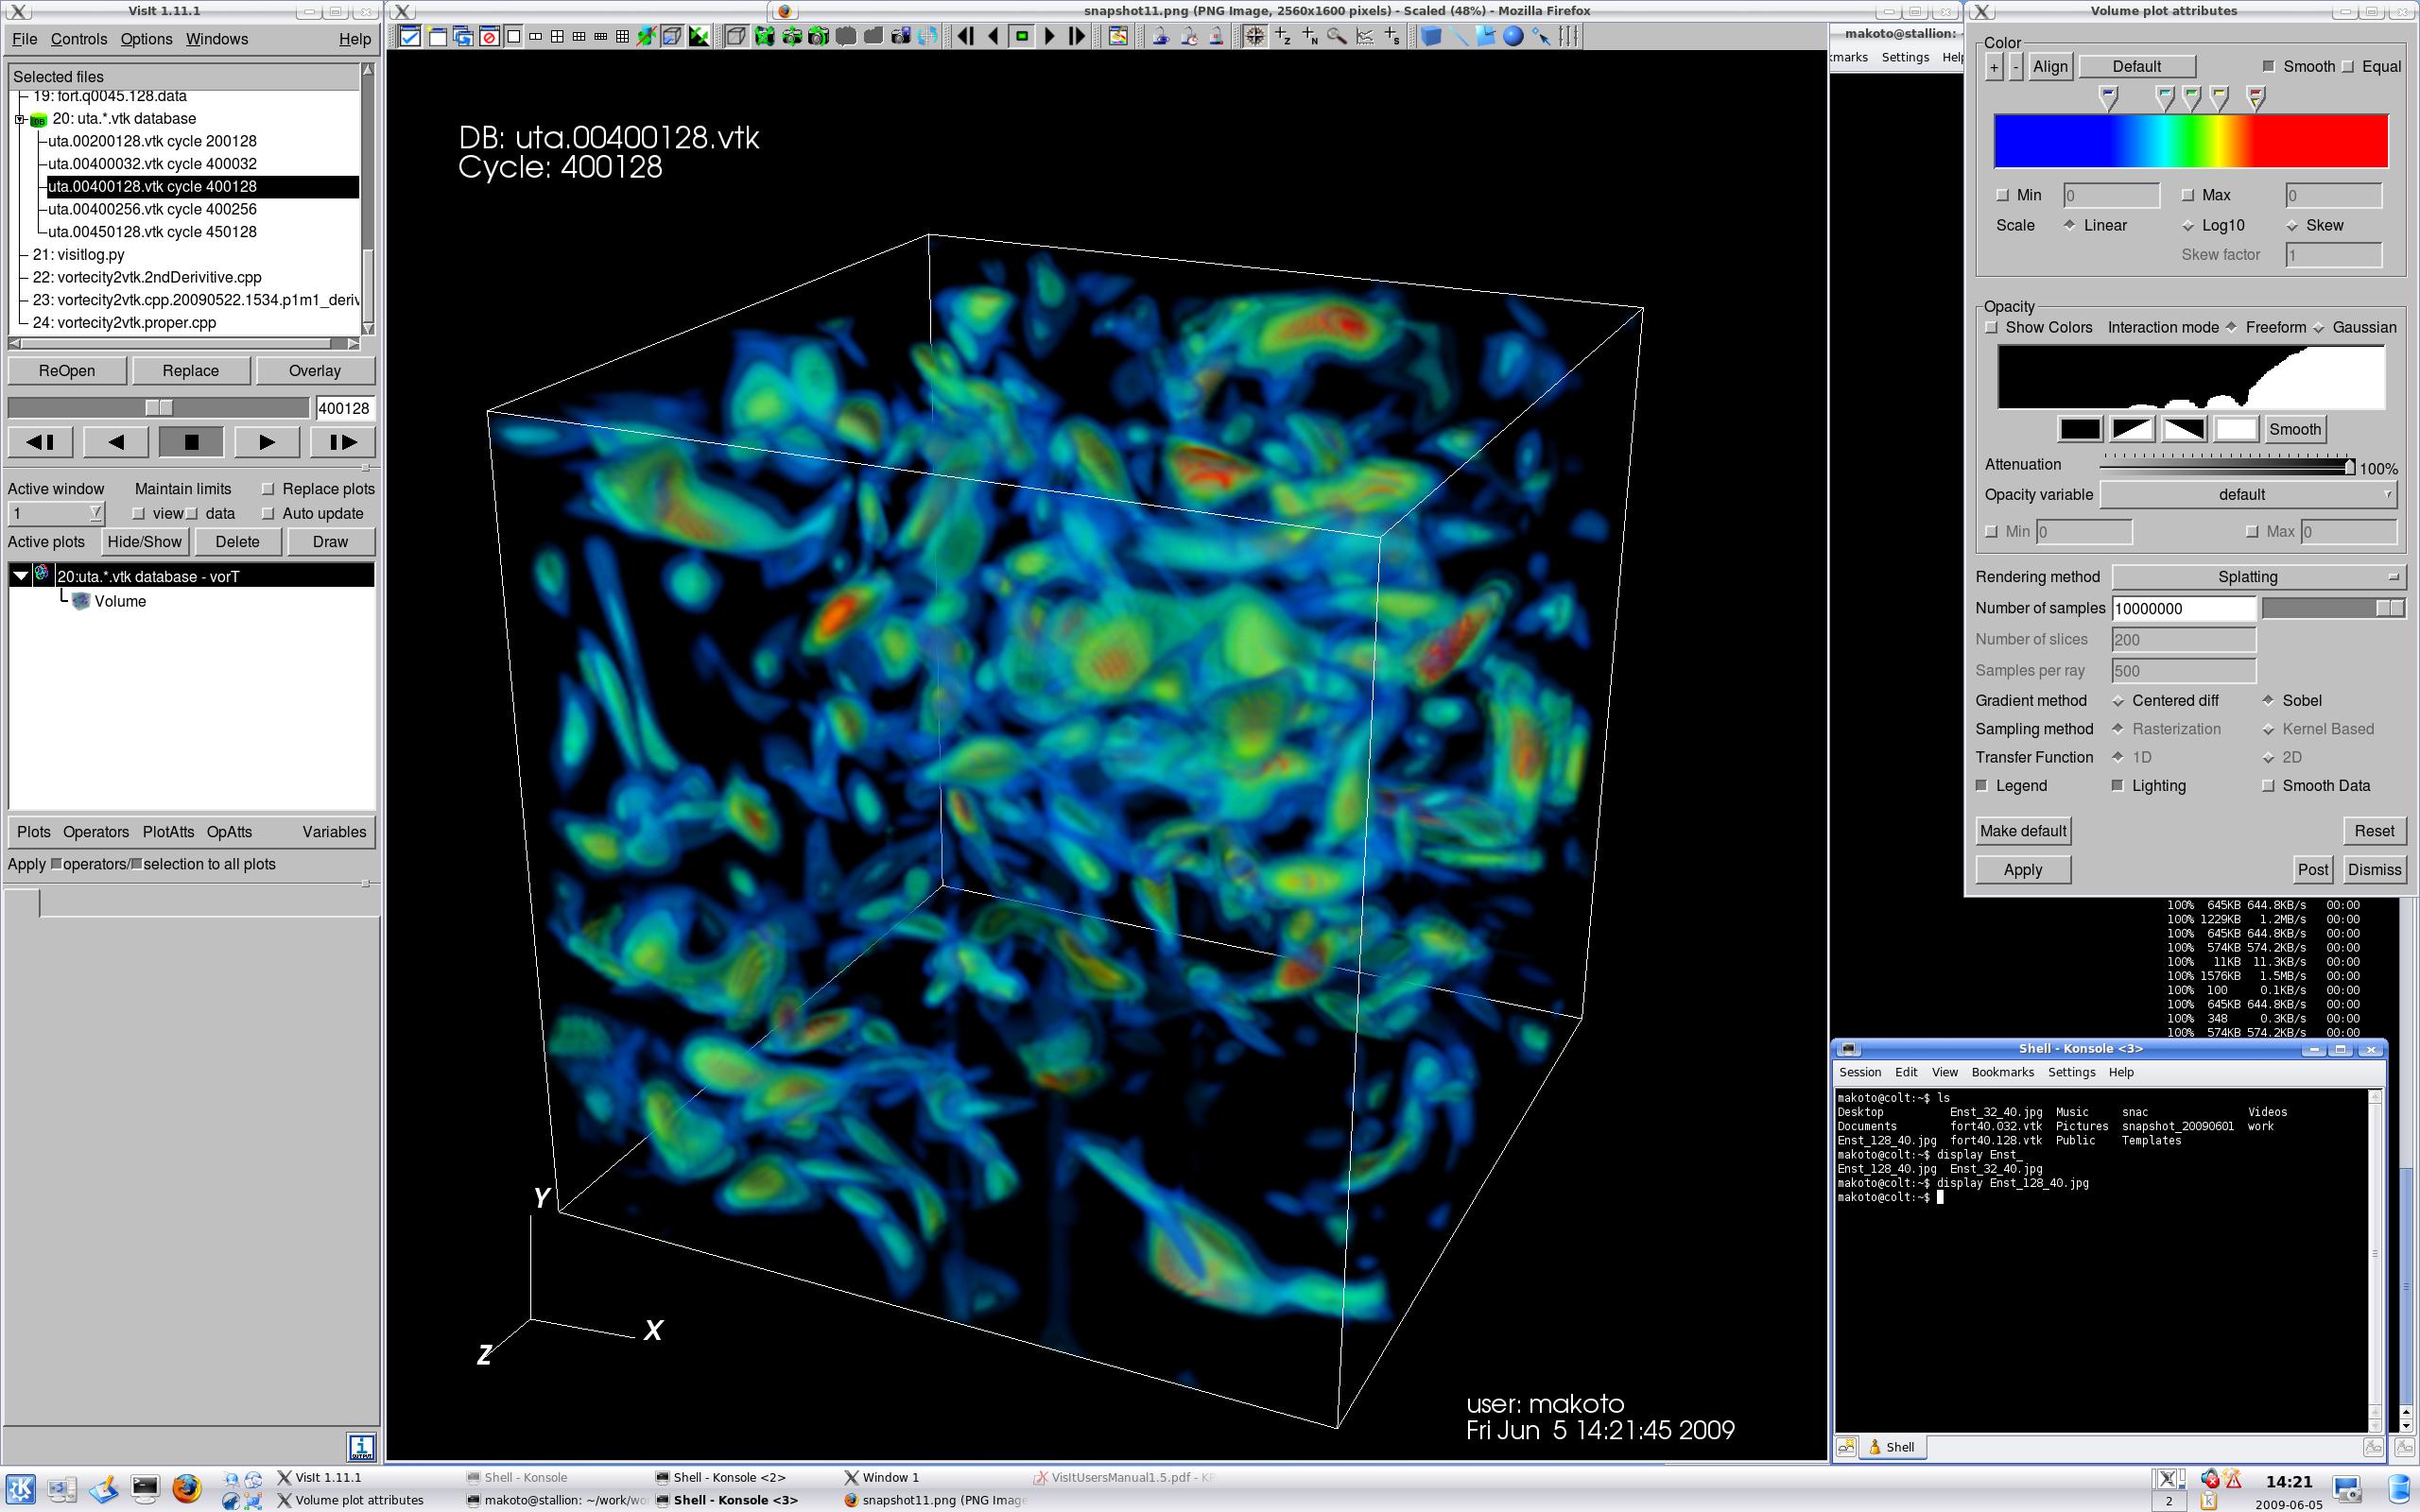 VisIt 1.11.1
File Controls Options Windows Help
Selected files
19: fort.q0045.128.data
20: uta.*.vtk database
uta.00200128.vtk cycle 200128
uta.00400032.vtk cycle 400032
uta.00400128.vtk cycle 400128
uta.00400256.vtk cycle 400256
uta.00450128.vtk cycle 450128
21: visitlog.py
22: vortecity2vtk.2ndDerivitive.cpp
23: vortecity2vtk.cpp.20090522.1534.p1m1_deriv
24: vortecity2vtk.proper.cpp
ReOpen Replace Overlay
400128
Active window Maintain limits Replace plots
1 view data Auto update
Active plots Hide/Show Delete Draw
20:uta.*.vtk database - vorT
Volume
Plots Operators PlotAtts OpAtts Variables
Apply operators/ selection to all plots
snapshot11.png (PNG Image, 2560x1600 pixels) - Scaled (48%) - Mozilla Firefox
DB: uta.00400128.vtk
Cycle: 400128
Y
X
Z
user: makoto
Fri Jun 5 14:21:45 2009
makoto@stallion:
kmarks Settings Help
Volume plot attributes
Color
+ - Align Default Smooth Equal
Min 0 Max 0
Scale Linear Log10 Skew
Skew factor 1
Opacity
Show Colors Interaction mode Freeform Gaussian
Smooth
Attenuation 100%
Opacity variable default
Min 0 Max 0
Rendering method Splatting
Number of samples 10000000
Number of slices 200
Samples per ray 500
Gradient method Centered diff Sobel
Sampling method Rasterization Kernel Based
Transfer Function 1D 2D
Legend Lighting Smooth Data
Make default Reset
Apply Post Dismiss
100% 645KB 644.8KB/s 00:00
100% 1229KB 1.2MB/s 00:00
100% 645KB 644.8KB/s 00:00
100% 574KB 574.2KB/s 00:00
100% 11KB 11.3KB/s 00:00
100% 1576KB 1.5MB/s 00:00
100% 100 0.1KB/s 00:00
100% 645KB 644.8KB/s 00:00
100% 348 0.3KB/s 00:00
100% 574KB 574.2KB/s 00:00
Shell - Konsole <3>
Session Edit View Bookmarks Settings Help
makoto@colt:~$ ls
Desktop Enst_32_40.jpg Music snac Videos
Documents fort40.032.vtk Pictures snapshot_20090601 work
Enst_128_40.jpg fort40.128.vtk Public Templates
makoto@colt:~$ display Enst_
Enst_128_40.jpg Enst_32_40.jpg
makoto@colt:~$ display Enst_128_40.jpg
makoto@colt:~$
Shell
VisIt 1.11.1 Shell - Konsole Shell - Konsole <2> Window 1 VisItUsersManual1.5.pdf - KP
Volume plot attributes makoto@stallion: ~/work/wo Shell - Konsole <3> snapshot11.png (PNG Image
2
14:21
2009-06-05